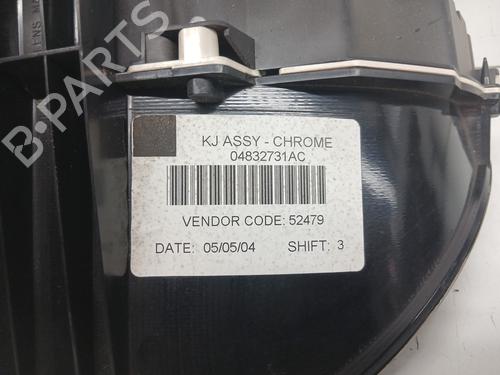 B-PARTS
KJ ASSY - CHROME
04832731AC
VENDOR CODE: 52479
DATE: 05/05/04 SHIFT: 3